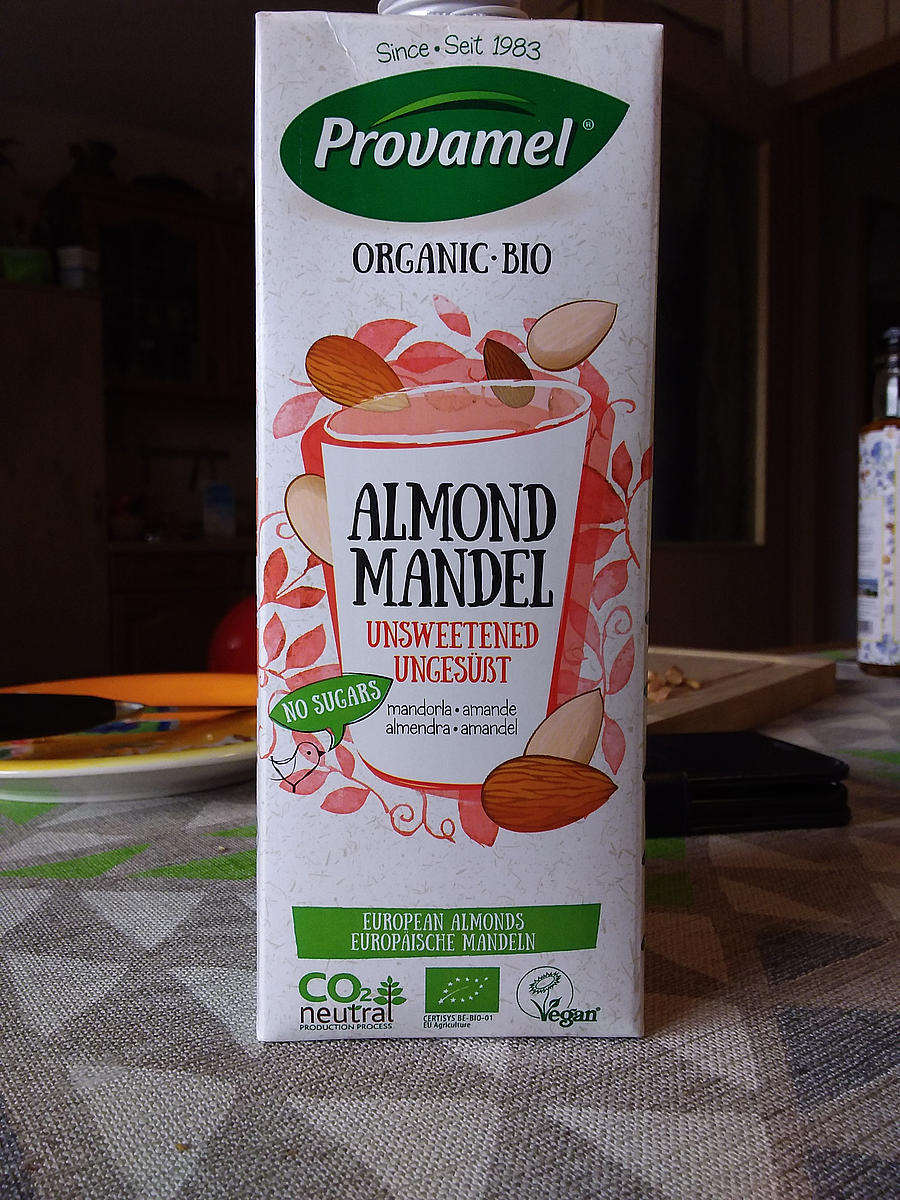 Since • Seit 1983
Provamel®
ORGANIC • BIO
ALMOND
MANDEL
UNSWEETENED
UNGESÜẞT
NO SUGARS
mandorla • amande
almendra • amandel
EUROPEAN ALMONDS
EUROPÄISCHE MANDELN
CO2
neutral
PRODUCTION PROCESS
CERTISYS BE-BIO-01
EU Agriculture
Vegan